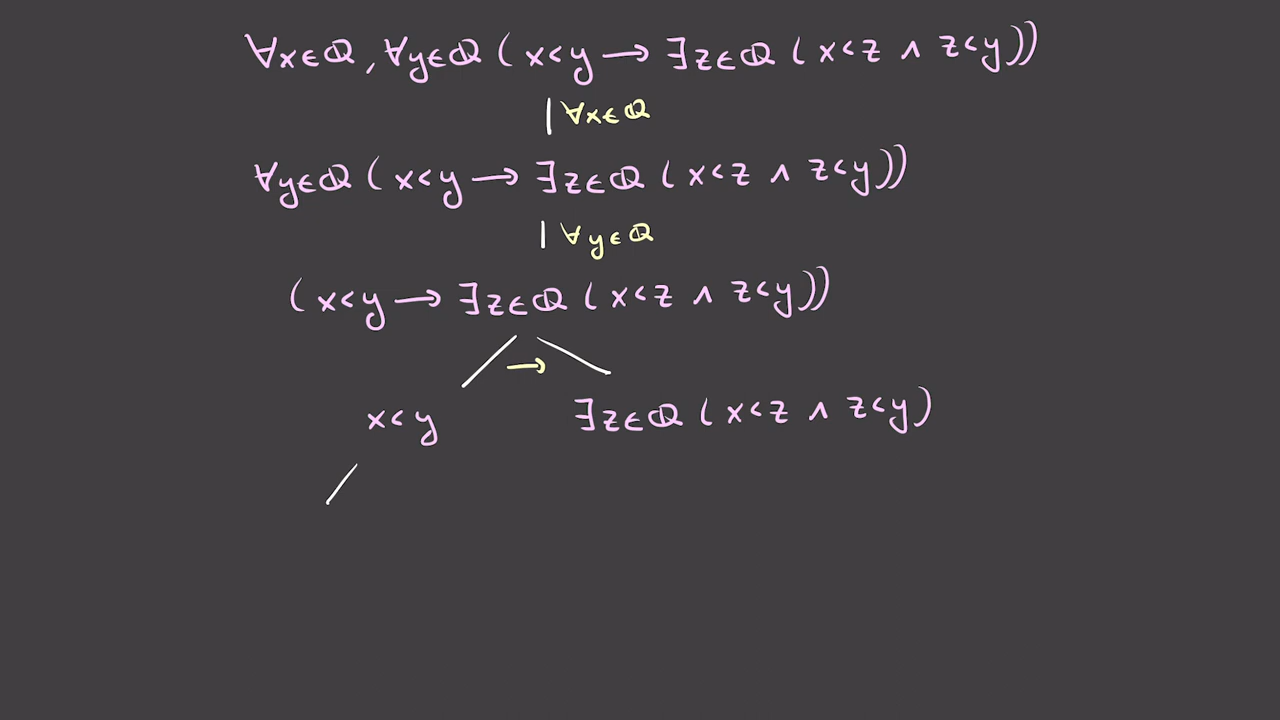 ∀x∈ℚ, ∀y∈ℚ (x<y → ∃z∈ℚ (x<z ∧ z<y))
∀x∈ℚ
∀y∈ℚ (x<y → ∃z∈ℚ (x<z ∧ z<y))
∀y∈ℚ
(x<y → ∃z∈ℚ (x<z ∧ z<y))
→
x<y ∃z∈ℚ (x<z ∧ z<y)